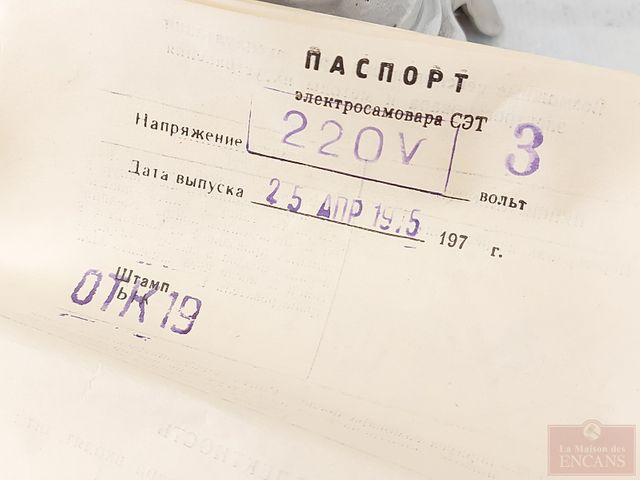 ПАСПОРТ
электросамовара СЭТ
3
Напряжение 220V вольт
Дата выпуска 25 АПР 1975 197 г.
Штамп
ОТК 19
La Maison des
ENCANS